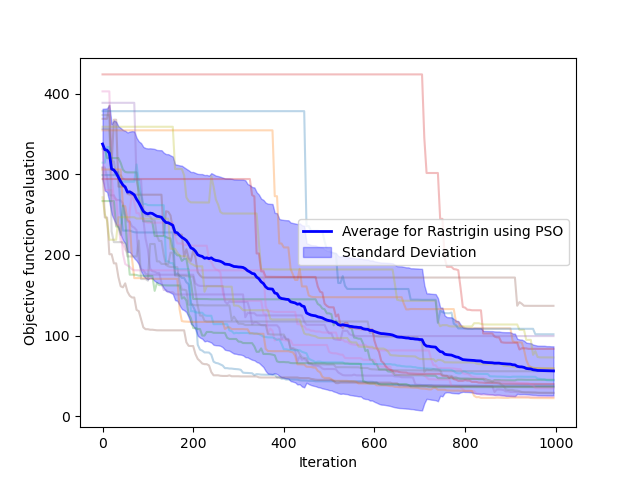 400
300
200
100
0
Objective function evaluation
Average for Rastrigin using PSO
Standard Deviation
0 200 400 600 800 1000
Iteration